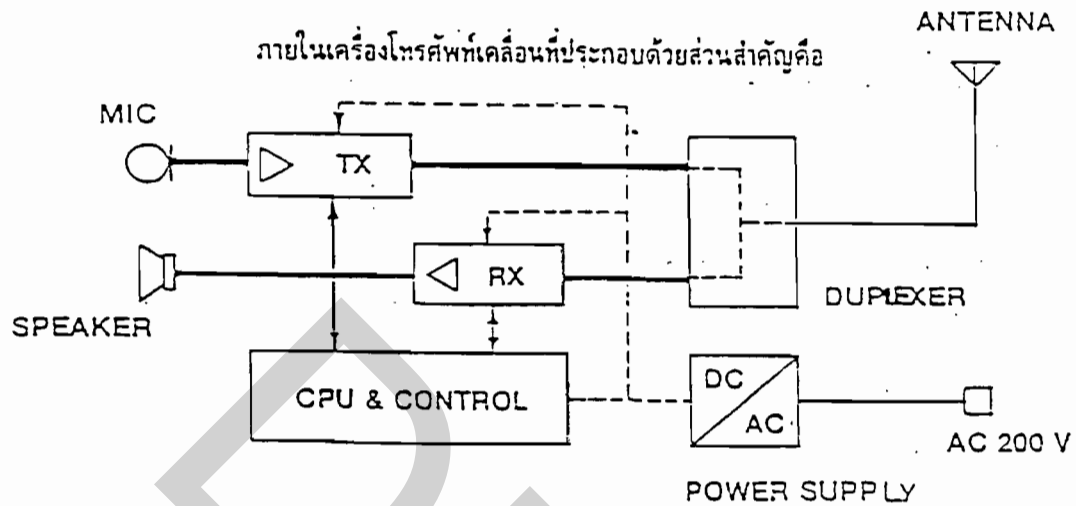 ANTENNA
ภายในเครื่องโทรศัพท์เคลื่อนที่ประกอบด้วยส่วนสำคัญคือ
MIC
TX
RX
DUPLEXER
SPEAKER
CPU & CONTROL
DC
AC
AC 200 V
POWER SUPPLY